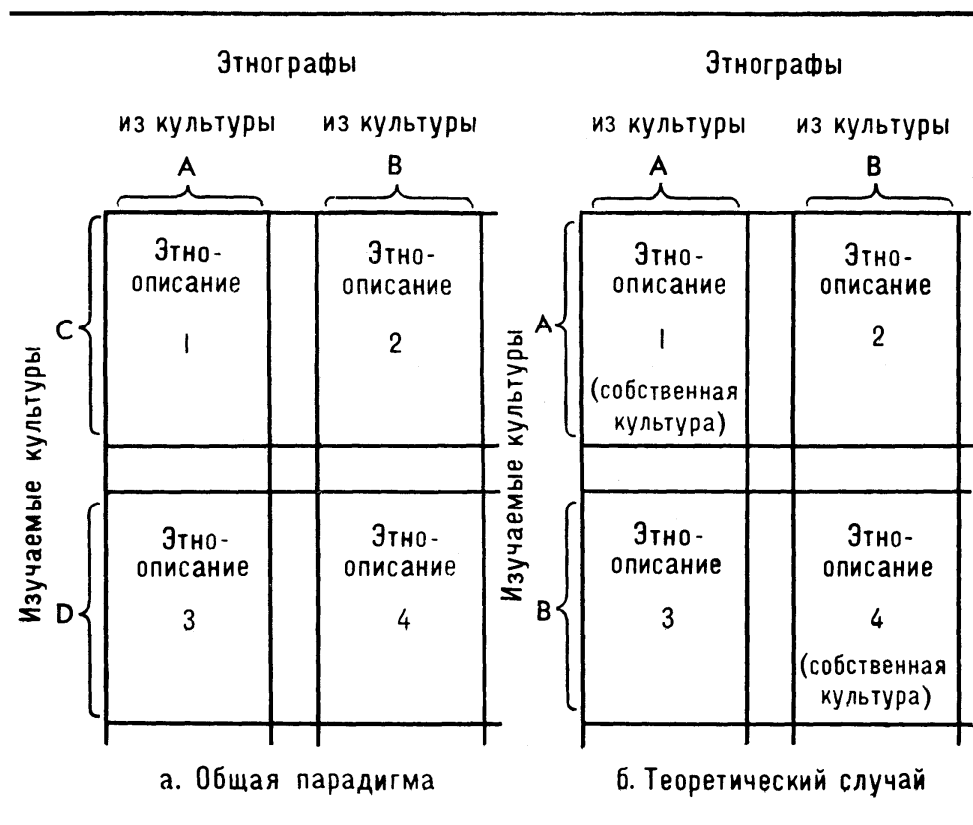 Этнографы
из культуры из культуры
А В
Изучаемые культуры
С
Этно-
описание
1
Этно-
описание
2
D
Этно-
описание
3
Этно-
описание
4
а. Общая парадигма
Этнографы
из культуры из культуры
А В
Изучаемые культуры
А
Этно-
описание
1
(собственная
культура)
Этно-
описание
2
В
Этно-
описание
3
Этно-
описание
4
(собственная
культура)
б. Теоретический случай